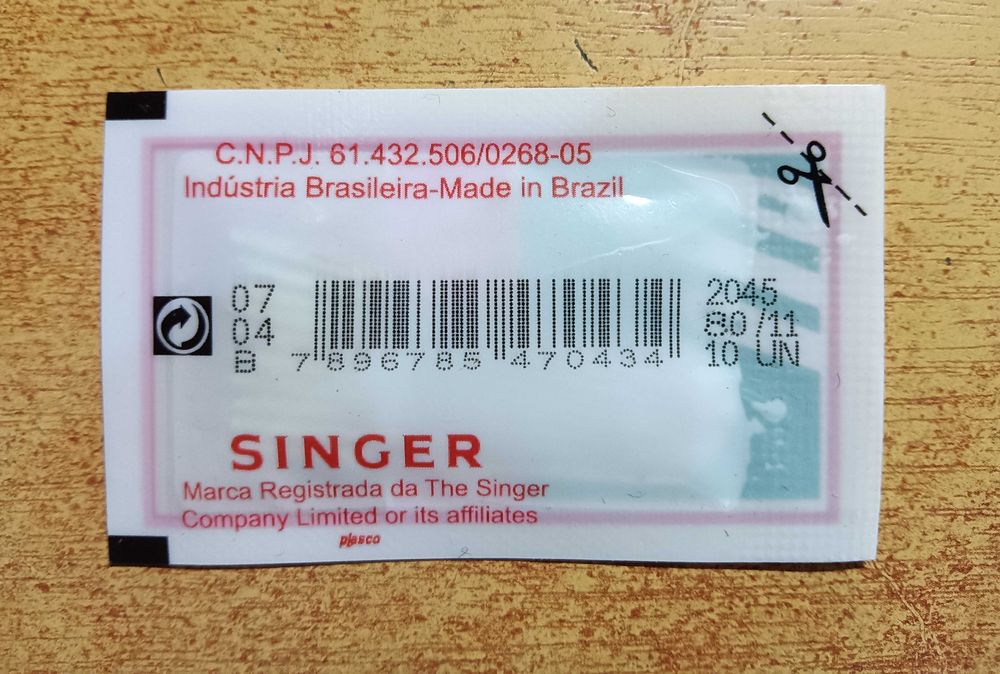 C.N.P.J. 61.432.506/0268-05
Indústria Brasileira-Made in Brazil
07
04
B
7 896785 470434
2045
80/11
10 UN
SINGER
Marca Registrada da The Singer
Company Limited or its affiliates
plasco